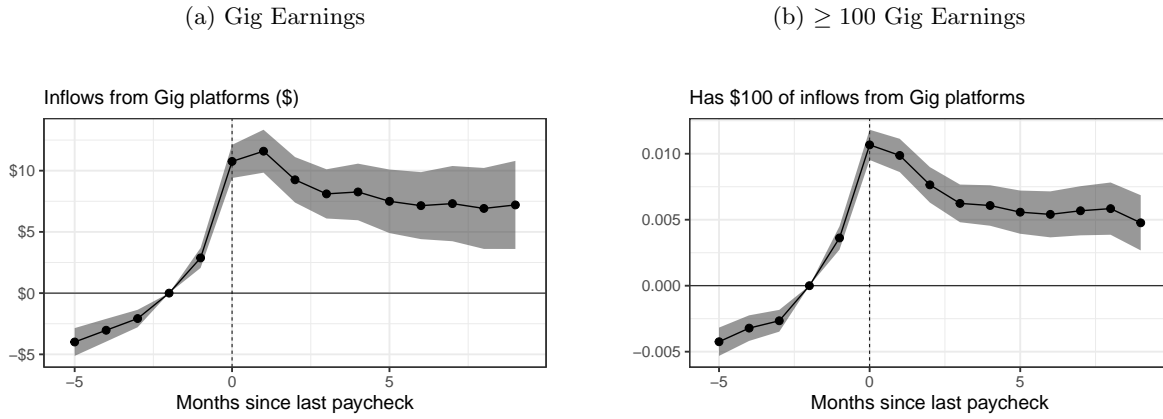 (a) Gig Earnings
(b) ≥ 100 Gig Earnings
Inflows from Gig platforms ($)
$10
$5
$0
−$5
−5
0
5
Months since last paycheck
Has $100 of inflows from Gig platforms
0.010
0.005
0.000
−0.005
−5
0
5
Months since last paycheck